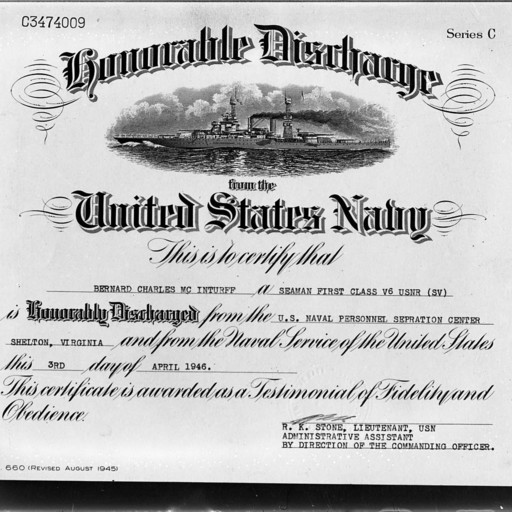 C3474009
Series C
Honorable Discharge
from the
United States Navy
This is to certify that
BERNARD CHARLES MC INTURFF a SEAMAN FIRST CLASS V6 USNR (SV)
is Honorably Discharged from the U.S. NAVAL PERSONNEL SEPRATION CENTER
SHELTON, VIRGINIA and from the Naval Service of the United States
this 3RD day of APRIL 1946.
This certificate is awarded as a Testimonial of Fidelity and
Obedience.
R. K. STONE, LIEUTENANT, USN
ADMINISTRATIVE ASSISTANT
BY DIRECTION OF THE COMMANDING OFFICER.
660 (REVISED AUGUST 1945)